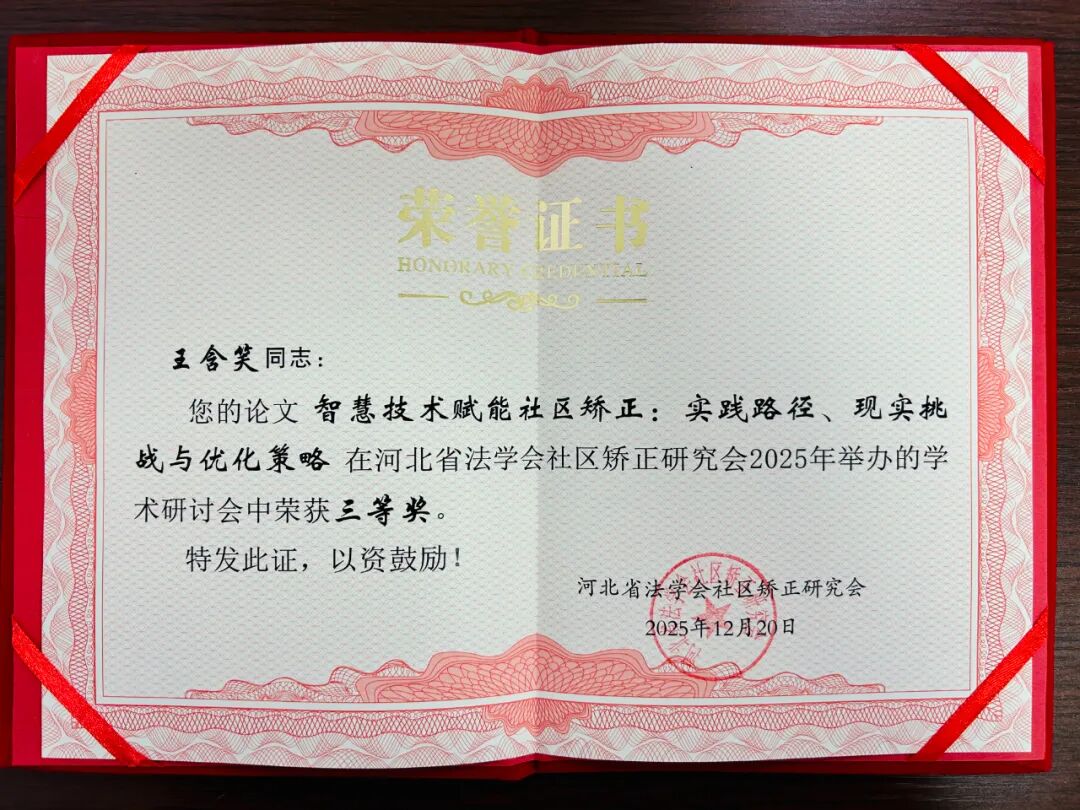 荣誉证书
HONORARY CREDENTIAL
王含笑同志：
您的论文 智慧技术赋能社区矫正：实践路径、现实挑
战与优化策略 在河北省法学会社区矫正研究会2025年举办的学
术研讨会中荣获三等奖。
特发此证，以资鼓励！
河北省法学会社区矫正研究会
2025年12月20日